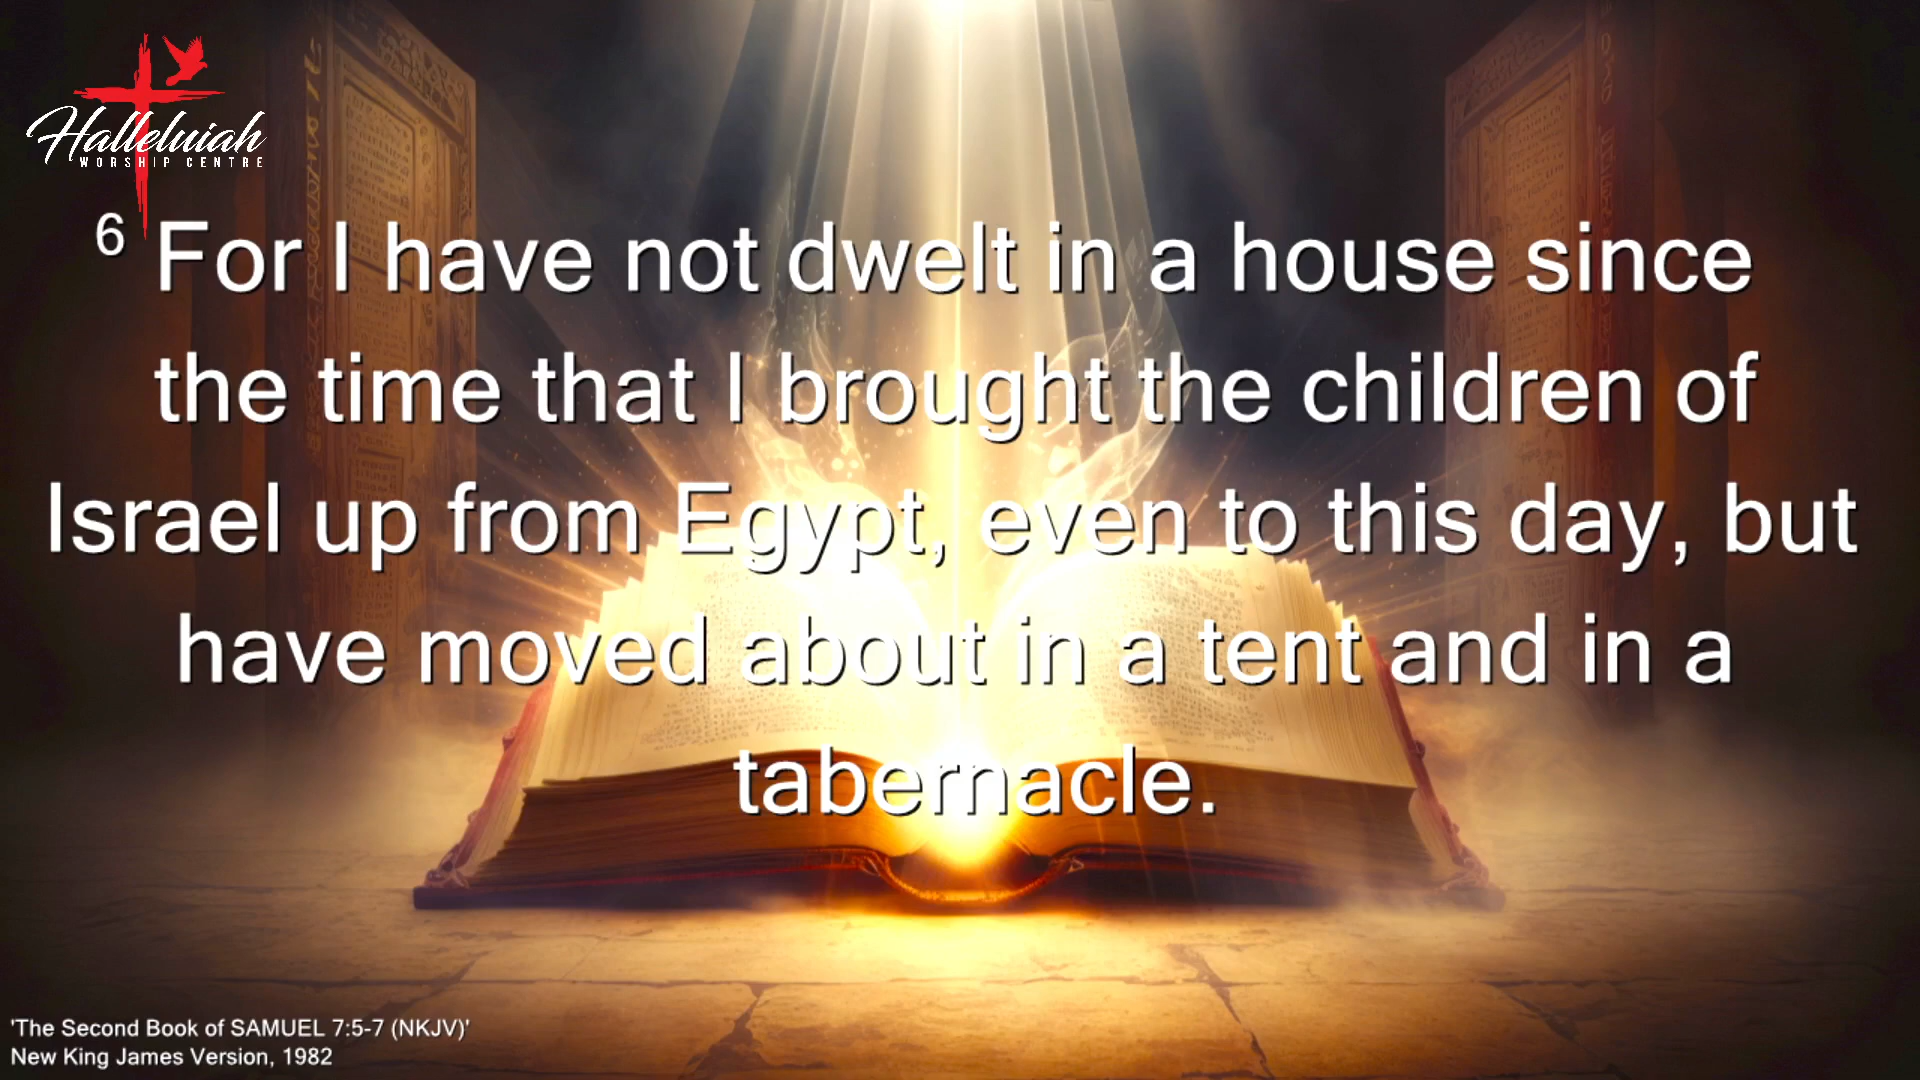 Halleluiah
WORSHIP CENTRE
6 For I have not dwelt in a house since
the time that I brought the children of
Israel up from Egypt, even to this day, but
have moved about in a tent and in a
tabernacle.
'The Second Book of SAMUEL 7:5-7 (NKJV)'
New King James Version, 1982